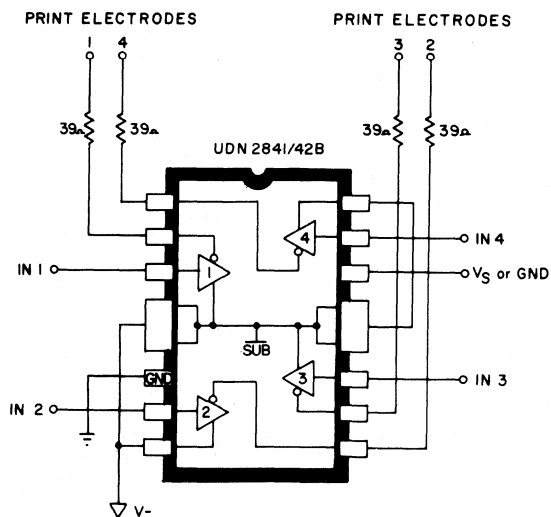 PRINT ELECTRODES
1 4
39Ω 39Ω
PRINT ELECTRODES
3 2
39Ω 39Ω
UDN 2841/42B
4
IN 4
IN 1
1
VS or GND
SUB
GND
3
IN 3
IN 2
2
V-